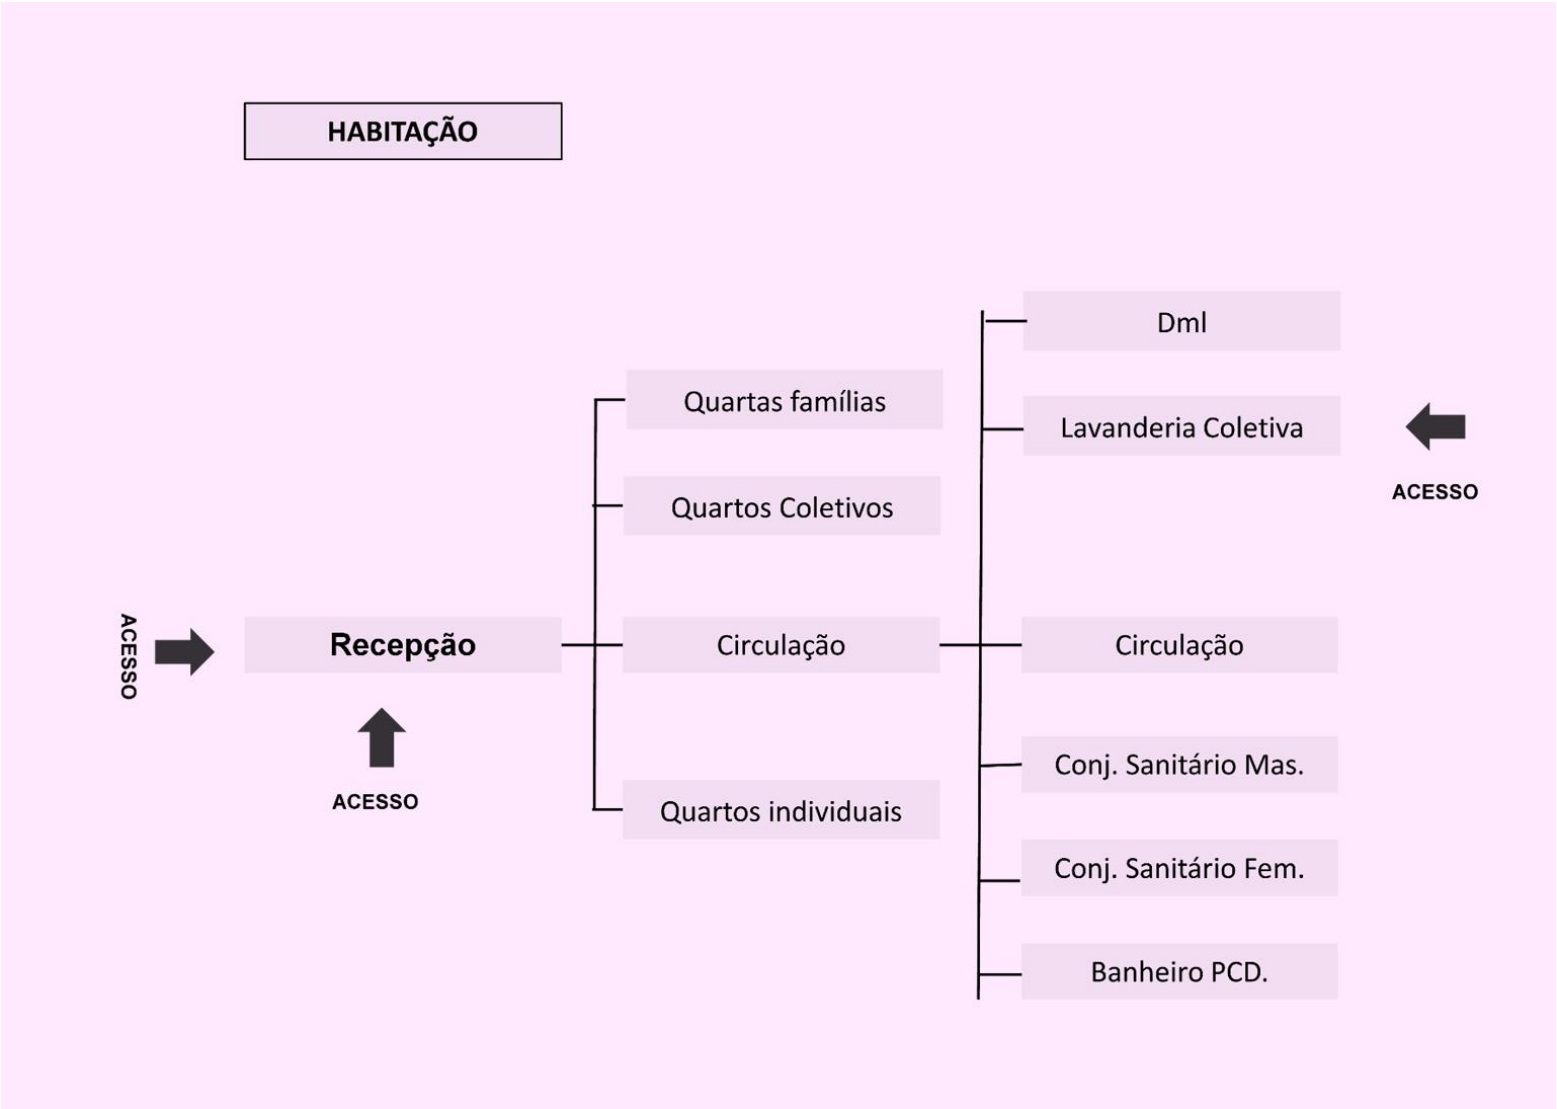 HABITAÇÃO
Dml
Quartas famílias
Lavanderia Coletiva
ACESSO
Quartos Coletivos
ACESSO
Recepção
Circulação
Circulação
Conj. Sanitário Mas.
ACESSO
Quartos individuais
Conj. Sanitário Fem.
Banheiro PCD.